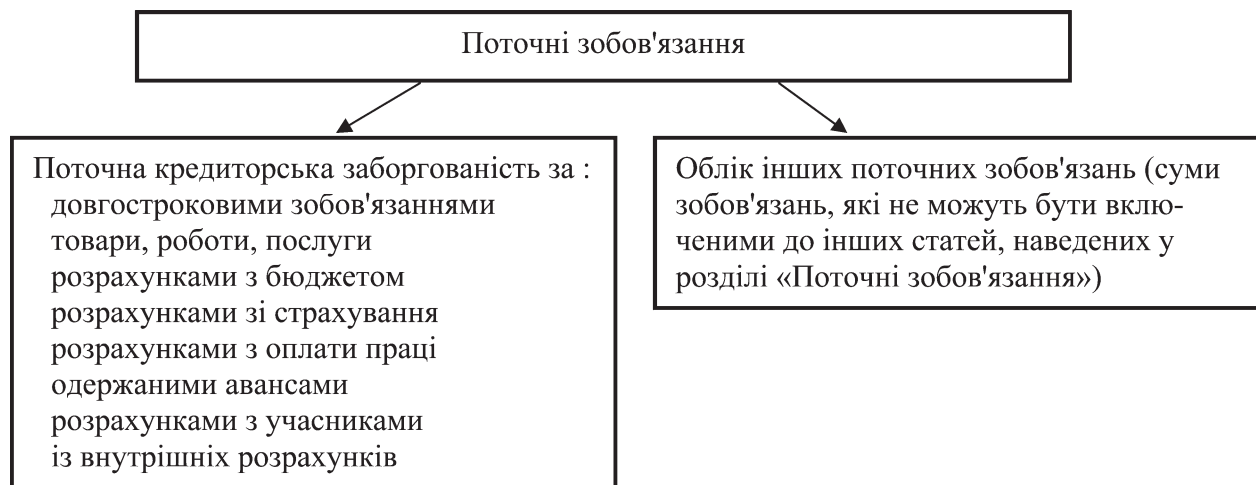 Поточні зобов'язання
Поточна кредиторська заборгованість за :
довгостроковими зобов'язаннями
товари, роботи, послуги
розрахунками з бюджетом
розрахунками зі страхування
розрахунками з оплати праці
одержаними авансами
розрахунками з учасниками
із внутрішніх розрахунків
Облік інших поточних зобов'язань (суми
зобов'язань, які не можуть бути вклю-
ченими до інших статей, наведених у
розділі «Поточні зобов'язання»)